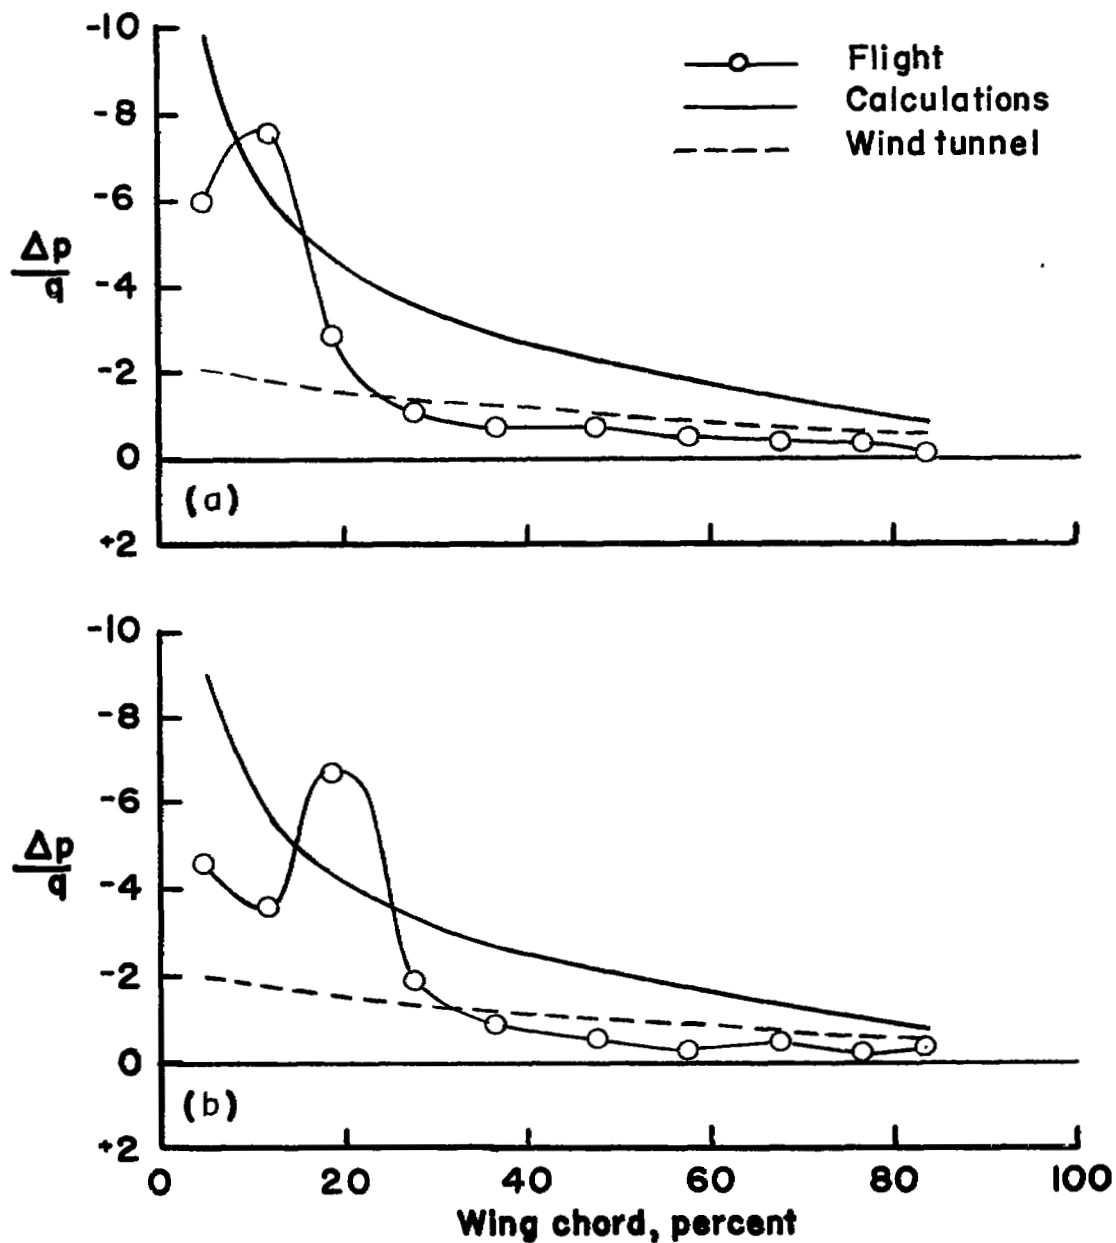 -10
-8
-6
-4
-2
0
+2
Δp
q
Flight
Calculations
Wind tunnel
(a)
-10
-8
-6
-4
-2
0
+2
Δp
q
(b)
0 20 40 60 80 100
Wing chord, percent